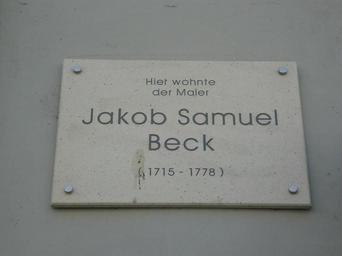 Hier wohnte
der Maler
Jakob Samuel
Beck
( 1715 - 1778 )